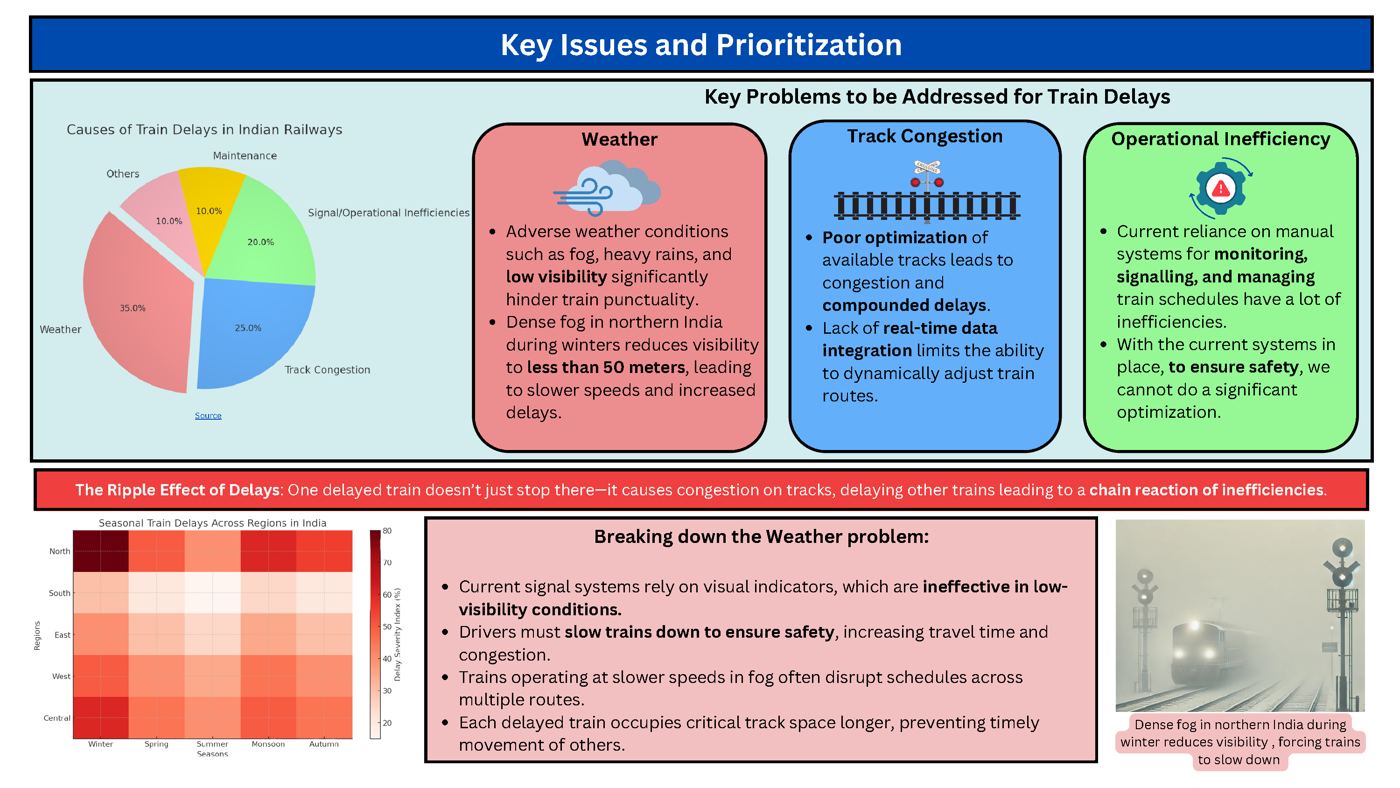 Key Issues and Prioritization
Key Problems to be Addressed for Train Delays
Causes of Train Delays in Indian Railways
Maintenance
Others
Signal/Operational Inefficiencies
10.0%
10.0%
20.0%
35.0%
25.0%
Weather
Track Congestion
Source
Weather
• Adverse weather conditions
such as fog, heavy rains, and
low visibility significantly
hinder train punctuality.
• Dense fog in northern India
during winters reduces visibility
to less than 50 meters, leading
to slower speeds and increased
delays.
Track Congestion
CROSSING
• Poor optimization of
available tracks leads to
congestion and
compounded delays.
• Lack of real-time data
integration limits the ability
to dynamically adjust train
routes.
Operational Inefficiency
• Current reliance on manual
systems for monitoring,
signalling, and managing
train schedules have a lot of
inefficiencies.
• With the current systems in
place, to ensure safety, we
cannot do a significant
optimization.
The Ripple Effect of Delays: One delayed train doesn't just stop there—it causes congestion on tracks, delaying other trains leading to a chain reaction of inefficiencies.
Seasonal Train Delays Across Regions in India
Regions
North
South
East
West
Central
Winter Spring Summer Monsoon Autumn
Seasons
80
70
60
50
40
30
20
Delay Severity Index (%)
Breaking down the Weather problem:
• Current signal systems rely on visual indicators, which are ineffective in low-
visibility conditions.
• Drivers must slow trains down to ensure safety, increasing travel time and
congestion.
• Trains operating at slower speeds in fog often disrupt schedules across
multiple routes.
• Each delayed train occupies critical track space longer, preventing timely
movement of others.
Dense fog in northern India during
winter reduces visibility , forcing trains
to slow down